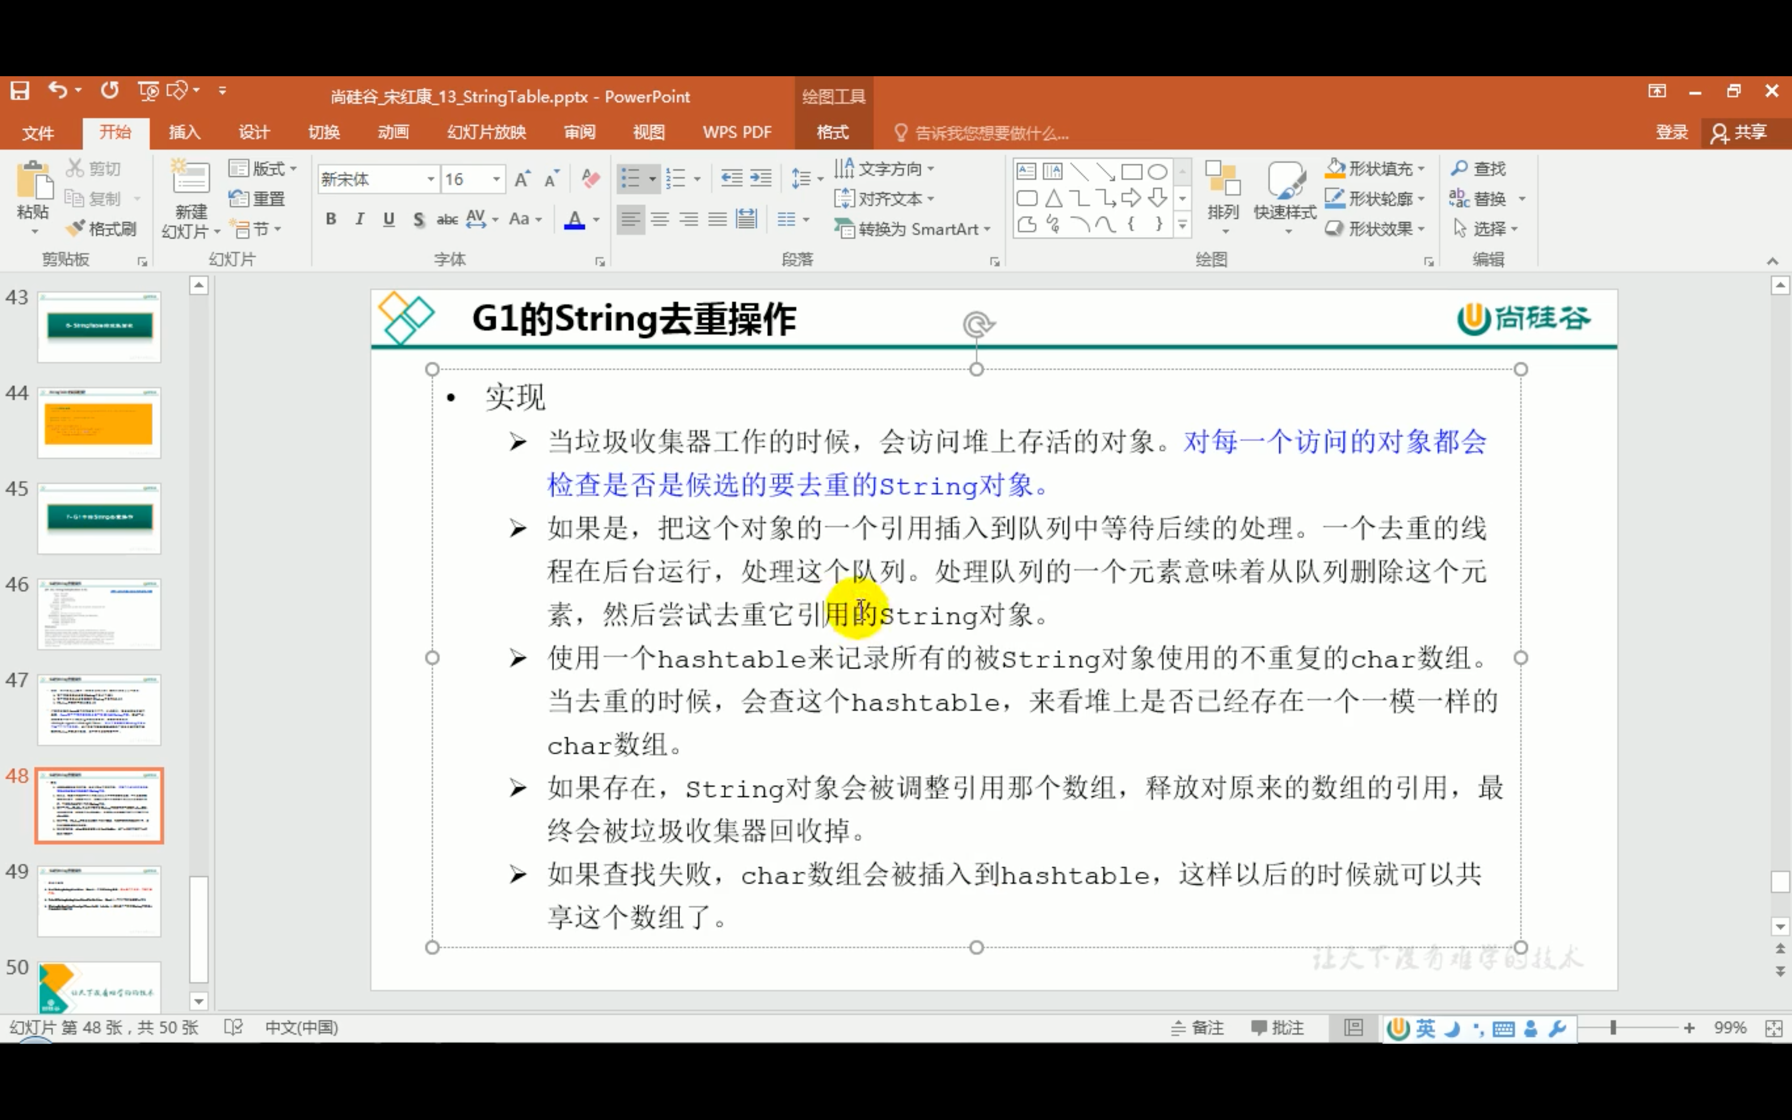 尚硅谷_宋红康_13_StringTable.pptx - PowerPoint
绘图工具
文件 开始 插入 设计 切换 动画 幻灯片放映 审阅 视图 WPS PDF 格式 告诉我您想要做什么... 登录 共享
粘贴
剪切
复制
格式刷
剪贴板
新建
幻灯片
版式
重置
节
幻灯片
新宋体 16
B I U S abc AV Aa A
字体
文字方向
对齐文本
转换为 SmartArt
段落
排列
快速样式
形状填充
形状轮廓
形状效果
绘图
查找
替换
选择
编辑
43
44
45
46
47
48
49
50
G1的String去重操作
尚硅谷
• 实现
➢ 当垃圾收集器工作的时候，会访问堆上存活的对象。对每一个访问的对象都会
检查是否是候选的要去重的String对象。
➢ 如果是，把这个对象的一个引用插入到队列中等待后续的处理。一个去重的线
程在后台运行，处理这个队列。处理队列的一个元素意味着从队列删除这个元
素，然后尝试去重它引用的String对象。
➢ 使用一个hashtable来记录所有的被String对象使用的不重复的char数组。
当去重的时候，会查这个hashtable，来看堆上是否已经存在一个一模一样的
char数组。
➢ 如果存在，String对象会被调整引用那个数组，释放对原来的数组的引用，最
终会被垃圾收集器回收掉。
➢ 如果查找失败，char数组会被插入到hashtable，这样以后的时候就可以共
享这个数组了。
让天下没有难学的技术
幻灯片 第 48 张，共 50 张 中文(中国) 备注 批注 英 99%